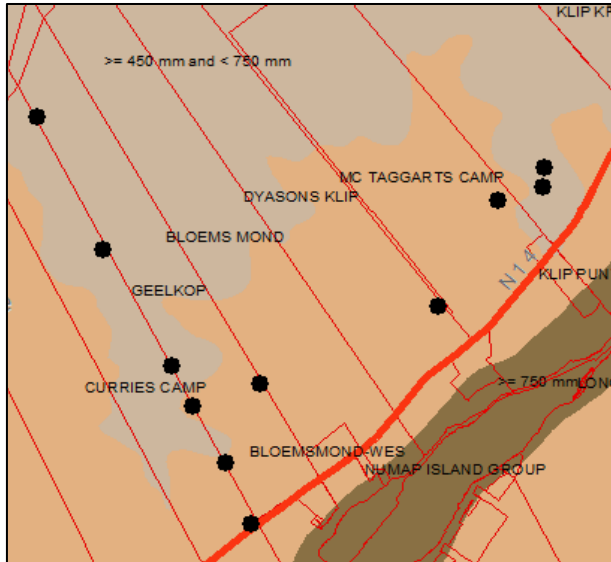 KLIP KR
>= 450 mm and < 750 mm
MC TAGGARTS CAMP
DYASONS KLIP
BLOEMS MOND
N14
KLIP PUN
GEELKOP
CURRIES CAMP
>= 750 mm LONG
BLOEMSMOND-WES
NUMAP ISLAND GROUP